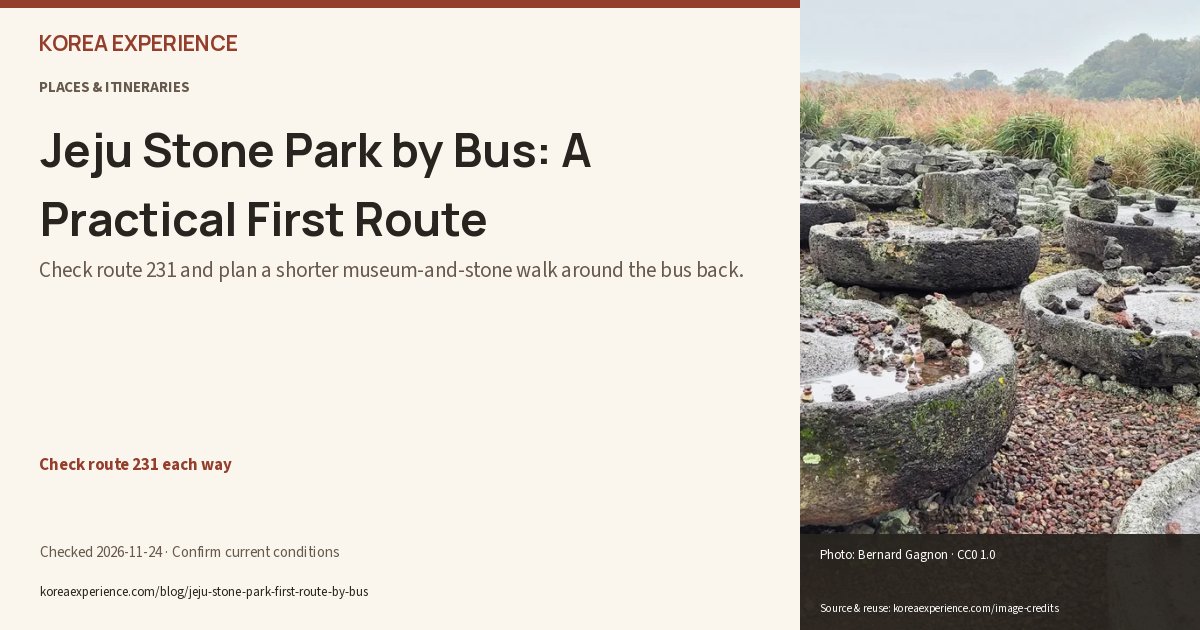 KOREA EXPERIENCE
PLACES & ITINERARIES
Jeju Stone Park by Bus: A
Practical First Route
Check route 231 and plan a shorter museum-and-stone walk around the bus back.
Check route 231 each way
Checked 2026-11-24 · Confirm current conditions
koreaexperience.com/blog/jeju-stone-park-first-route-by-bus
Photo: Bernard Gagnon · CC0 1.0
Source & reuse: koreaexperience.com/image-credits